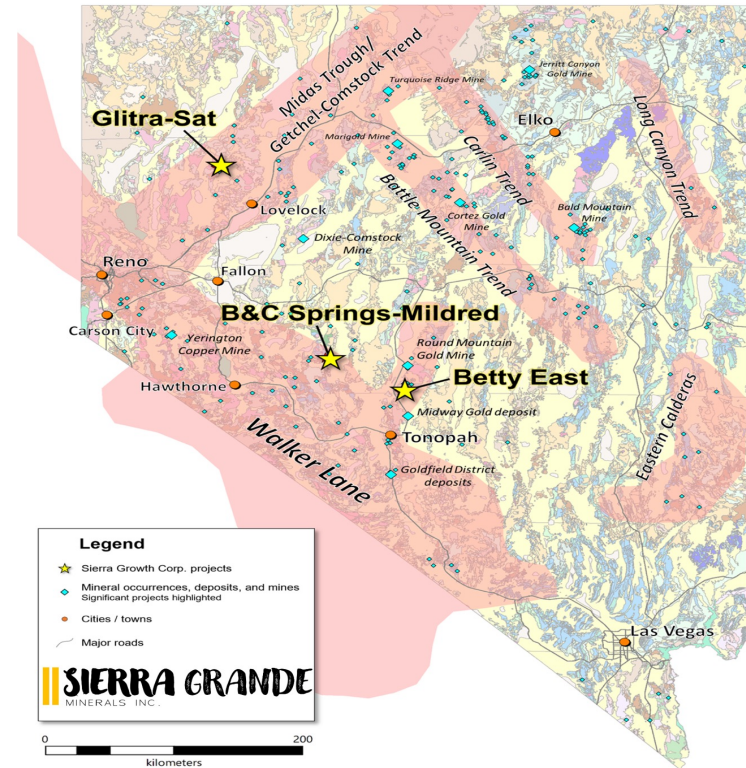 Midas Trough/
Getchel-Comstock Trend
Jerritt Canyon
Gold Mine
Turquoise Ridge Mine
Glitra-Sat
Elko
Marigold Mine
Carlin Trend
Long Canyon Trend
Lovelock
Cortez Gold
Mine
Bald Mountain
Mine
Battle Mountain Trend
Dixie-Comstock
Mine
Reno
Fallon
B&C Springs-Mildred
Carson City
Yerington
Copper Mine
Round Mountain
Gold Mine
Betty East
Hawthorne
Midway Gold deposit
Eastern Calderas
Walker Lane
Tonopah
Goldfield District
deposits
Legend
Sierra Growth Corp. projects
Mineral occurrences, deposits, and mines
Significant projects highlighted
Cities / towns
Major roads
Las Vegas
SIERRA GRANDE
MINERALS INC.
0 200
kilometers